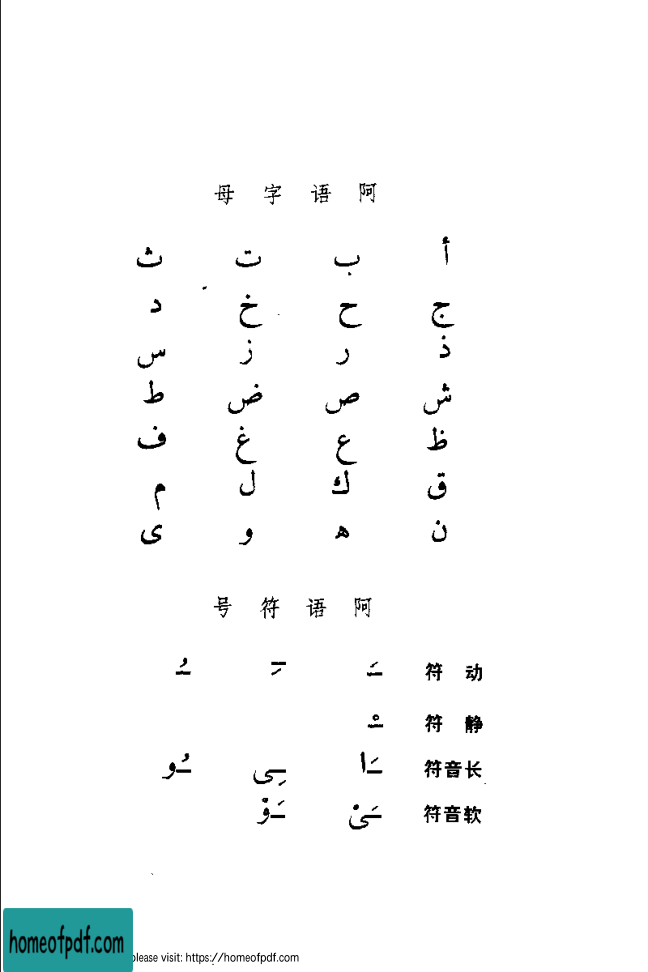 阿语字母
أ ب ت ث
ج ح خ د
ذ ر ز س
ش ص ض ط
ظ ع غ ف
ق ك ل م
ن ه و ى
阿语符号
动符 ـَ ـِ ـُ
静符 ـْ
长音符 ـَا ـِى ـُو
软音符 ـَىْ ـَوْ
homeofpdf.com
please visit: https://homeofpdf.com